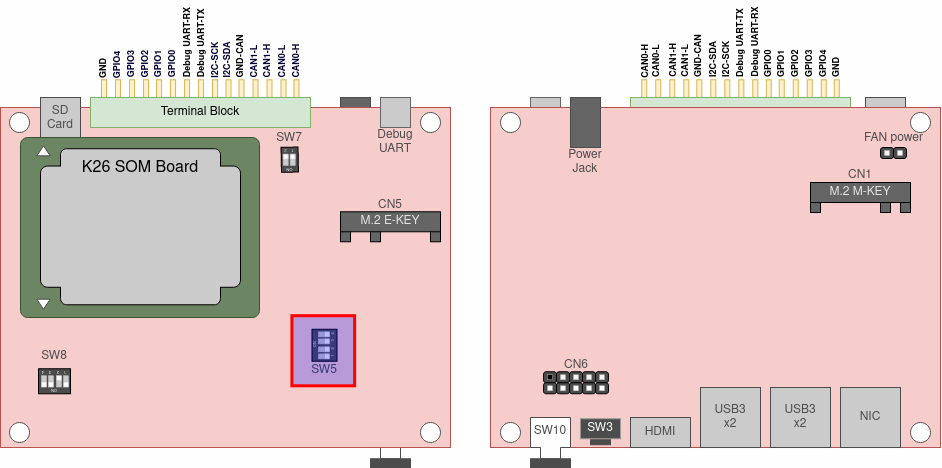 GND
GPIO4
GPIO3
GPIO2
GPIO1
GPIO0
Debug UART-RX
Debug UART-TX
I2C-SCK
I2C-SDA
GND-CAN
CAN1-L
CAN1-H
CAN0-L
CAN0-H
SD
Card
Terminal Block
Debug
UART
SW7
K26 SOM Board
CN5
M.2 E-KEY
SW5
SW8
CAN0-H
CAN0-L
CAN1-H
CAN1-L
GND-CAN
I2C-SDA
I2C-SCK
Debug UART-TX
Debug UART-RX
GPIO0
GPIO1
GPIO2
GPIO3
GPIO4
GND
Power
Jack
FAN power
CN1
M.2 M-KEY
CN6
SW10
SW3
HDMI
USB3
x2
USB3
x2
NIC